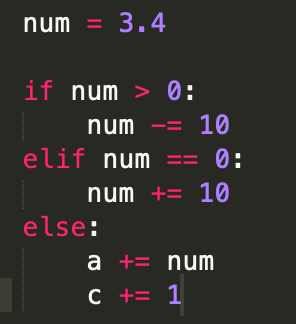 num = 3.4
if num > 0:
    num -= 10
elif num == 0:
    num += 10
else:
    a += num
    c += 1